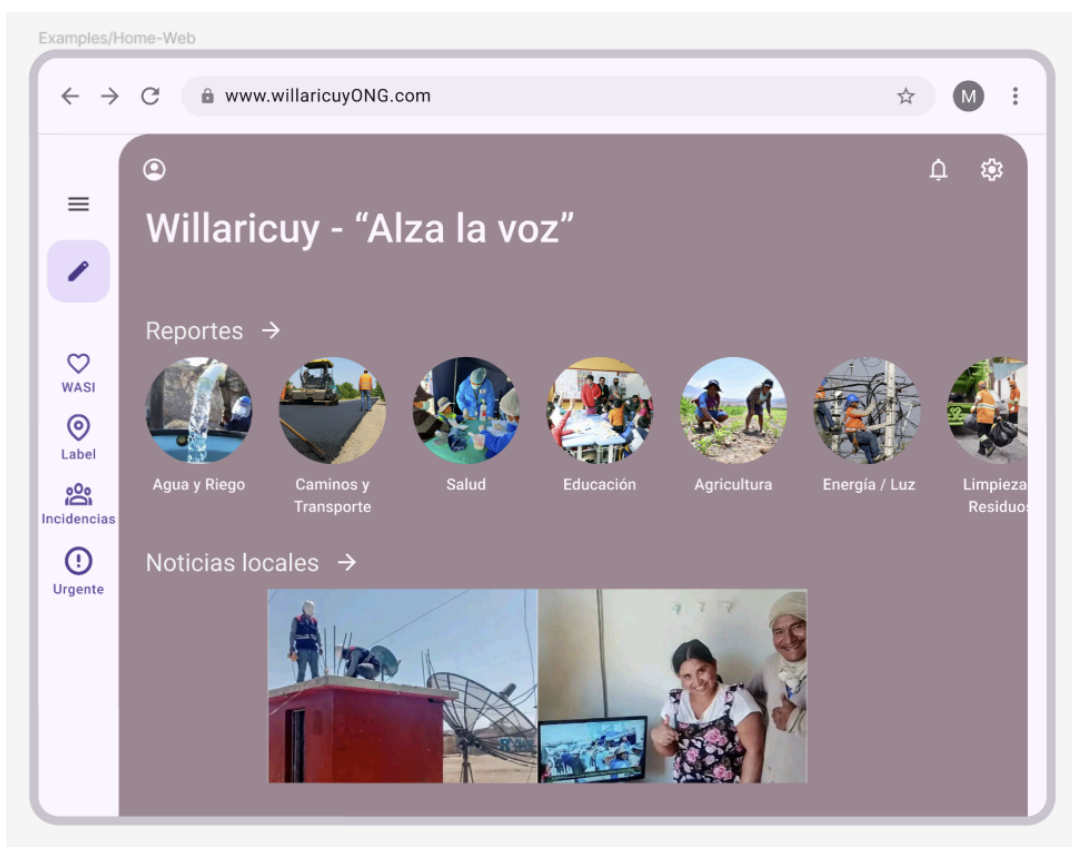 Examples/Home-Web
www.willaricuyONG.com
M
Willaricuy - “Alza la voz”
WASI
Label
Incidencias
Urgente
Reportes
Agua y Riego
Caminos y
Transporte
Salud
Educación
Agricultura
Energía / Luz
Limpieza
Residuo
Noticias locales